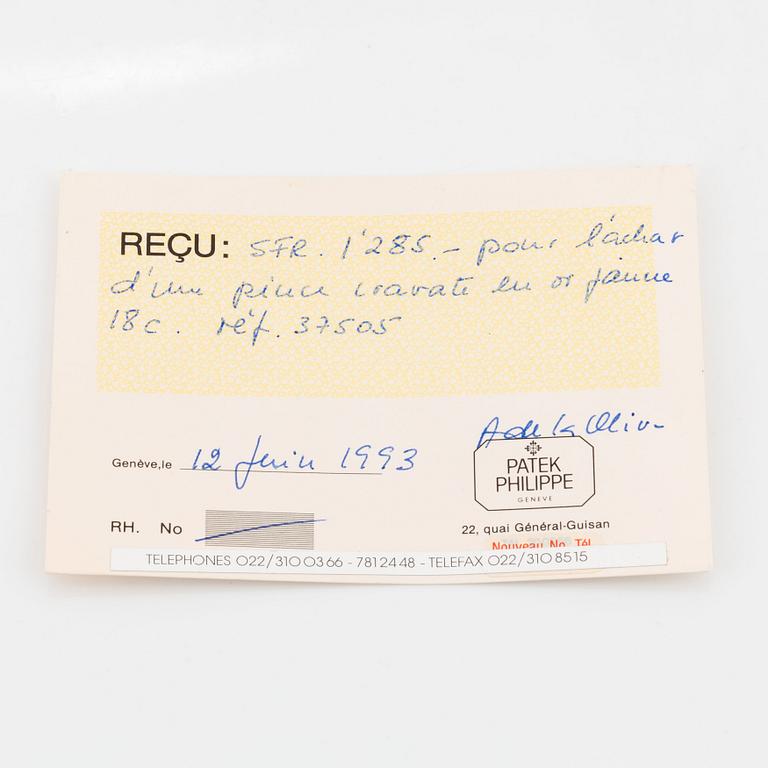 REÇU: SFR. 1'285.- pour l'achat
d'une pince cravate en or jaune
18c. réf. 37505
Genève,le 12 juin 1993
PATEK
PHILIPPE
GENEVE
RH. No
22, quai Général-Guisan
Nouveau No Tél
TELEPHONES 022/310 03 66 - 781 24 48 - TELEFAX 022/310 85 15